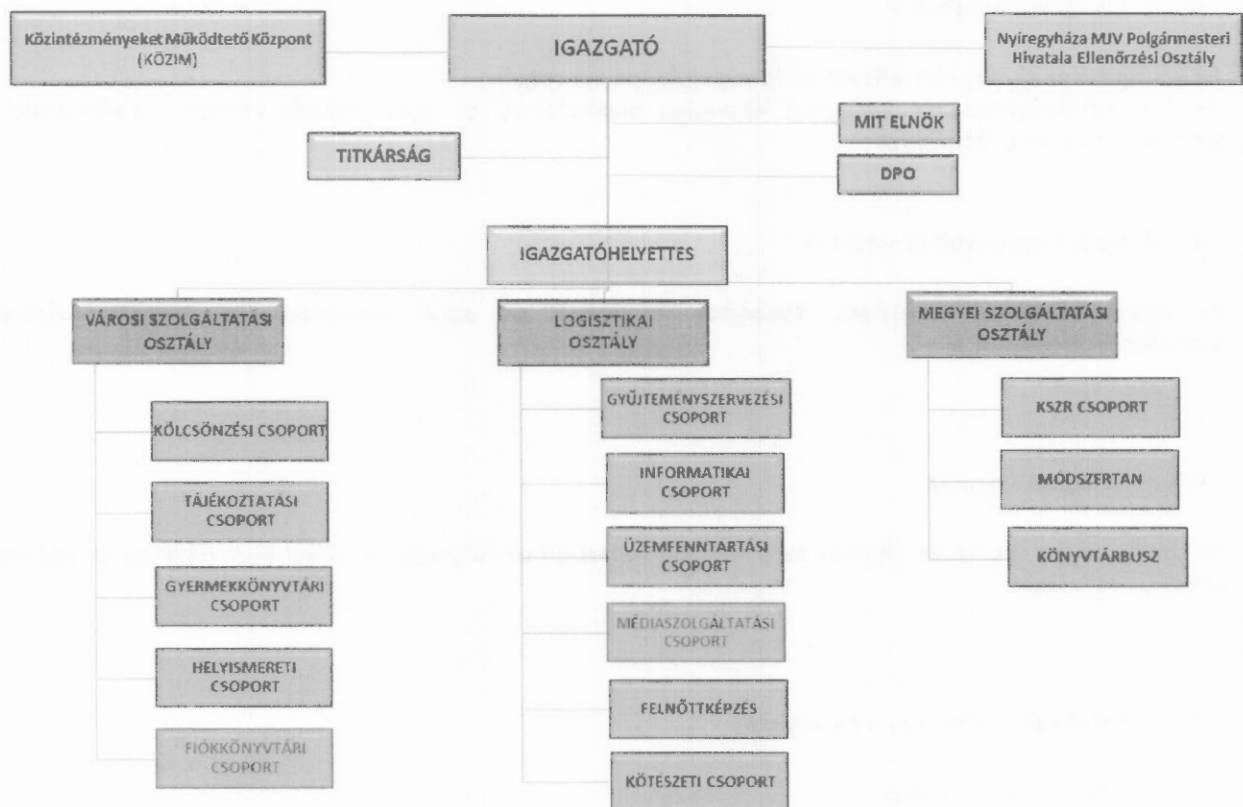 Közintézményeket Működtető Központ
(KÖZIM)
IGAZGATÓ
Nyíregyháza MJV Polgármesteri
Hivatala Ellenőrzési Osztály
MIT ELNÖK
TITKÁRSÁG
DPO
IGAZGATÓHELYETTES
VÁROSI SZOLGÁLTATÁSI
OSZTÁLY
KÖLCSÖNZÉSI CSOPORT
TÁJÉKOZTATÁSI
CSOPORT
GYERMEKKÖNYVTÁRI
CSOPORT
HELYISMERETI
CSOPORT
FIÓKKÖNYVTÁRI
CSOPORT
LOGISZTIKAI
OSZTÁLY
GYŰJTEMÉNYSZERVEZÉSI
CSOPORT
INFORMATIKAI
CSOPORT
ÜZEMFENNTARTÁSI
CSOPORT
MÉDIASZOLGÁLTATÁSI
CSOPORT
FELNŐTTKÉPZÉS
KÖTÉSZETI CSOPORT
MEGYEI SZOLGÁLTATÁSI
OSZTÁLY
KSZR CSOPORT
MÓDSZERTAN
KÖNYVTÁRBUSZ